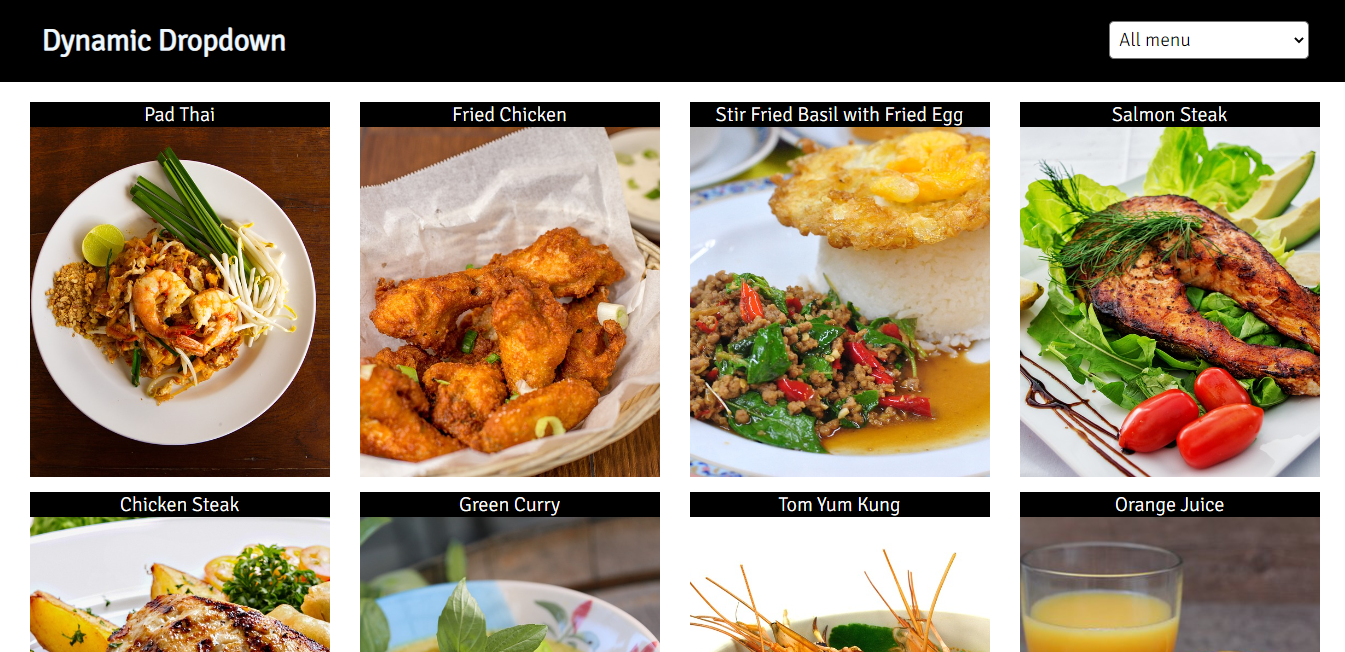 Dynamic Dropdown
All menu
Pad Thai
Fried Chicken
Stir Fried Basil with Fried Egg
Salmon Steak
Chicken Steak
Green Curry
Tom Yum Kung
Orange Juice